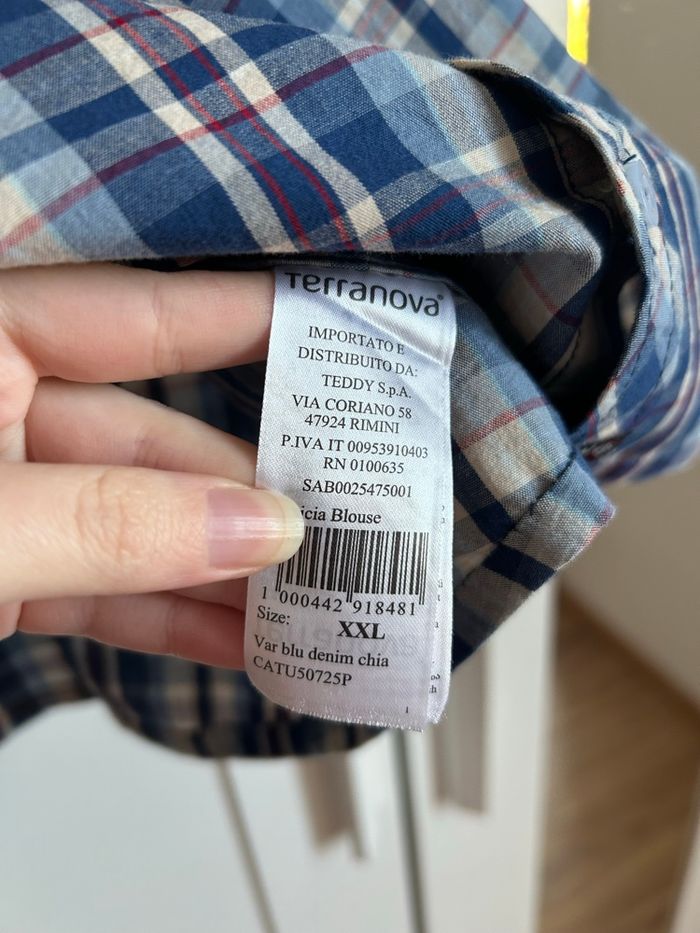 Terranova®
IMPORTATO E
DISTRIBUITO DA:
TEDDY S.p.A.
VIA CORIANO 58
47924 RIMINI
P.IVA IT 00953910403
RN 0100635
SAB0025475001
Blouse
1 000442 918481
Size: XXL
Var blu denim chia
CATU50725P